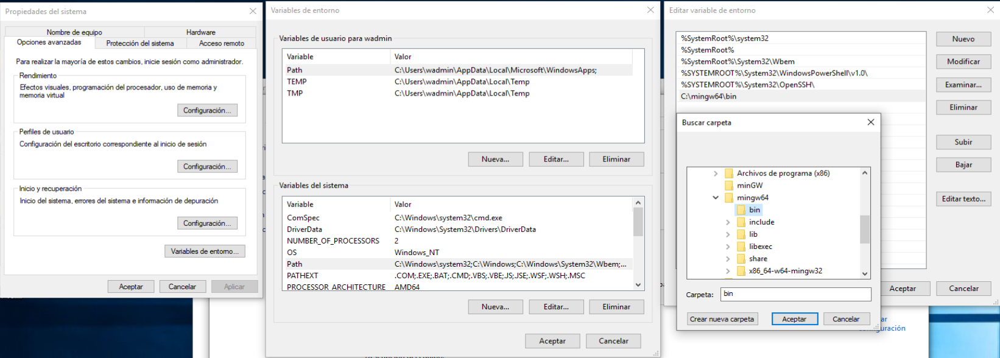 Propiedades del sistema
Nombre de equipo
Hardware
Opciones avanzadas
Protección del sistema
Acceso remoto
Para realizar la mayoría de estos cambios, inicie sesión como administrador.
Rendimiento
Efectos visuales, programación del procesador, uso de memoria y
memoria virtual
Configuración...
Perfiles de usuario
Configuración del escritorio correspondiente al inicio de sesión
Configuración...
Inicio y recuperación
Inicio del sistema, errores del sistema e información de depuración
Configuración...
Variables de entorno...
Aceptar
Cancelar
Aplicar
Variables de entorno
Variables de usuario para wadmin
Variable Valor
Path C:\Users\wadmin\AppData\Local\Microsoft\WindowsApps;
TEMP C:\Users\wadmin\AppData\Local\Temp
TMP C:\Users\wadmin\AppData\Local\Temp
Nueva...
Editar...
Eliminar
Variables del sistema
Variable Valor
ComSpec C:\Windows\system32\cmd.exe
DriverData C:\Windows\System32\Drivers\DriverData
NUMBER_OF_PROCESSORS 2
OS Windows_NT
Path C:\Windows\system32;C:\Windows;C:\Windows\System32\Wbem;...
PATHEXT .COM;.EXE;.BAT;.CMD;.VBS;.VBE;.JS;.JSE;.WSF;.WSH;.MSC
PROCESSOR_ARCHITECTURE AMD64
Nueva...
Editar...
Eliminar
Aceptar
Cancelar
Editar variable de entorno
%SystemRoot%\system32
%SystemRoot%
%SystemRoot%\System32\Wbem
%SYSTEMROOT%\System32\WindowsPowerShell\v1.0\
%SYSTEMROOT%\System32\OpenSSH\
C:\mingw64\bin
Nuevo
Modificar
Examinar...
Eliminar
Subir
Bajar
Editar texto...
Aceptar
Cancelar
Buscar carpeta
Archivos de programa (x86)
minGW
mingw64
bin
include
lib
libexec
share
x86_64-w64-mingw32
Carpeta: bin
Crear nueva carpeta
Aceptar
Cancelar